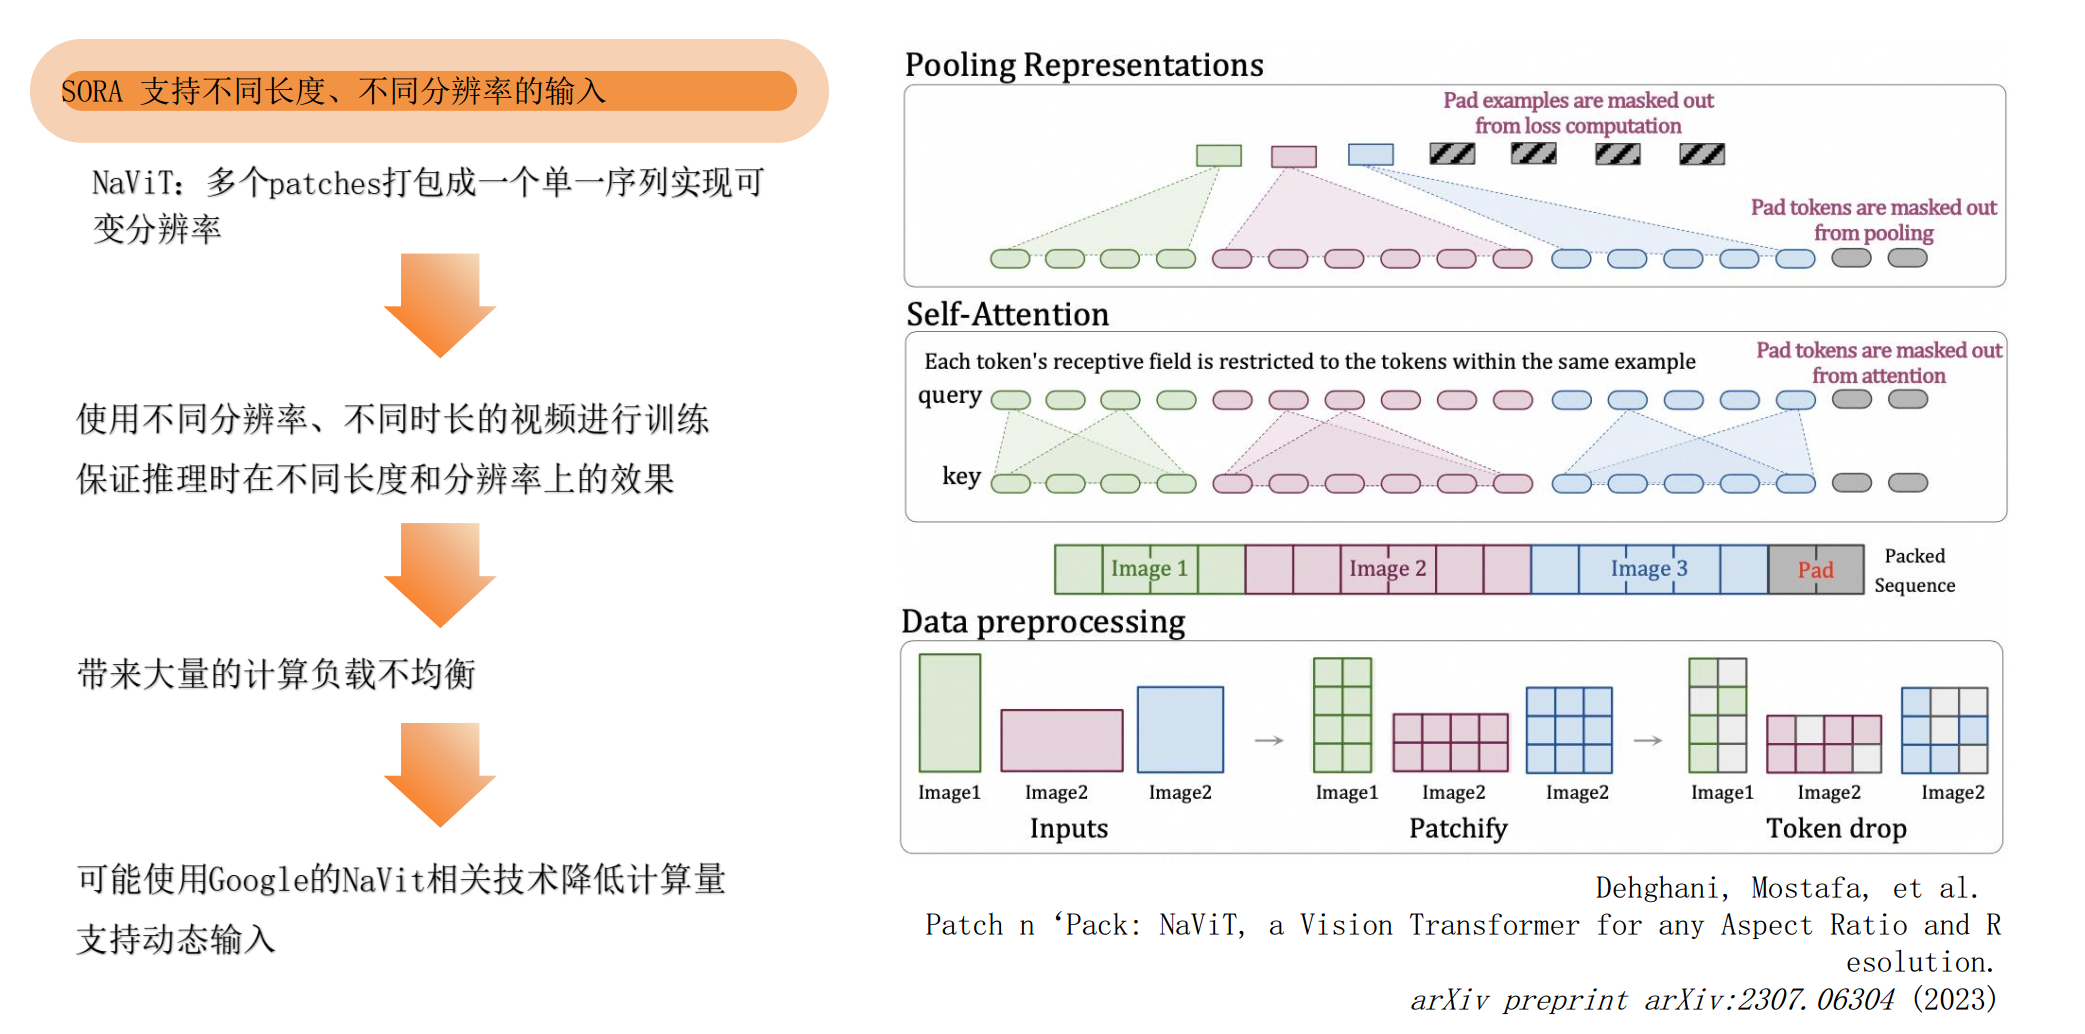 SORA 支持不同长度、不同分辨率的输入
NaViT：多个patches打包成一个单一序列实现可
变分辨率
使用不同分辨率、不同时长的视频进行训练
保证推理时在不同长度和分辨率上的效果
带来大量的计算负载不均衡
可能使用Google的NaVit相关技术降低计算量
支持动态输入
Pooling Representations
Pad examples are masked out
from loss computation
Pad tokens are masked out
from pooling
Self-Attention
Each token's receptive field is restricted to the tokens within the same example
Pad tokens are masked out
from attention
query
key
Image 1
Image 2
Image 3
Pad
Packed
Sequence
Data preprocessing
Image1
Image2
Image2
Image1
Image2
Image2
Image1
Image2
Image2
Inputs
Patchify
Token drop
Dehghani, Mostafa, et al.
Patch n ‘Pack: NaViT, a Vision Transformer for any Aspect Ratio and R
esolution.
arXiv preprint arXiv:2307.06304 (2023)